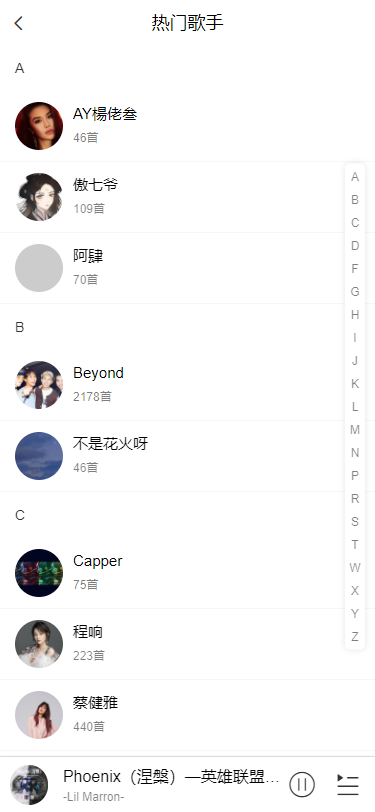 热门歌手
A
AY楊佬叁
46首
傲七爷
109首
阿肆
70首
B
Beyond
2178首
不是花火呀
46首
C
Capper
75首
程响
223首
蔡健雅
440首
A
B
C
D
F
G
H
I
J
K
L
M
N
P
R
S
T
W
X
Y
Z
Phoenix（涅槃）—英雄联盟…
-Lil Marron-